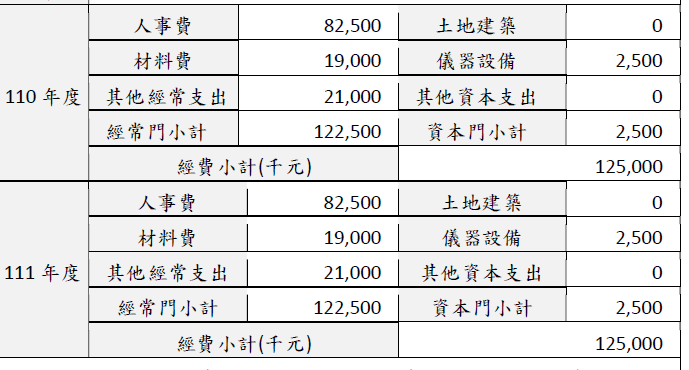 人事費 82,500 土地建築 0
材料費 19,000 儀器設備 2,500
110 年度 其他經常支出 21,000 其他資本支出 0
經常門小計 122,500 資本門小計 2,500
經費小計(千元) 125,000
人事費 82,500 土地建築 0
材料費 19,000 儀器設備 2,500
111 年度 其他經常支出 21,000 其他資本支出 0
經常門小計 122,500 資本門小計 2,500
經費小計(千元) 125,000